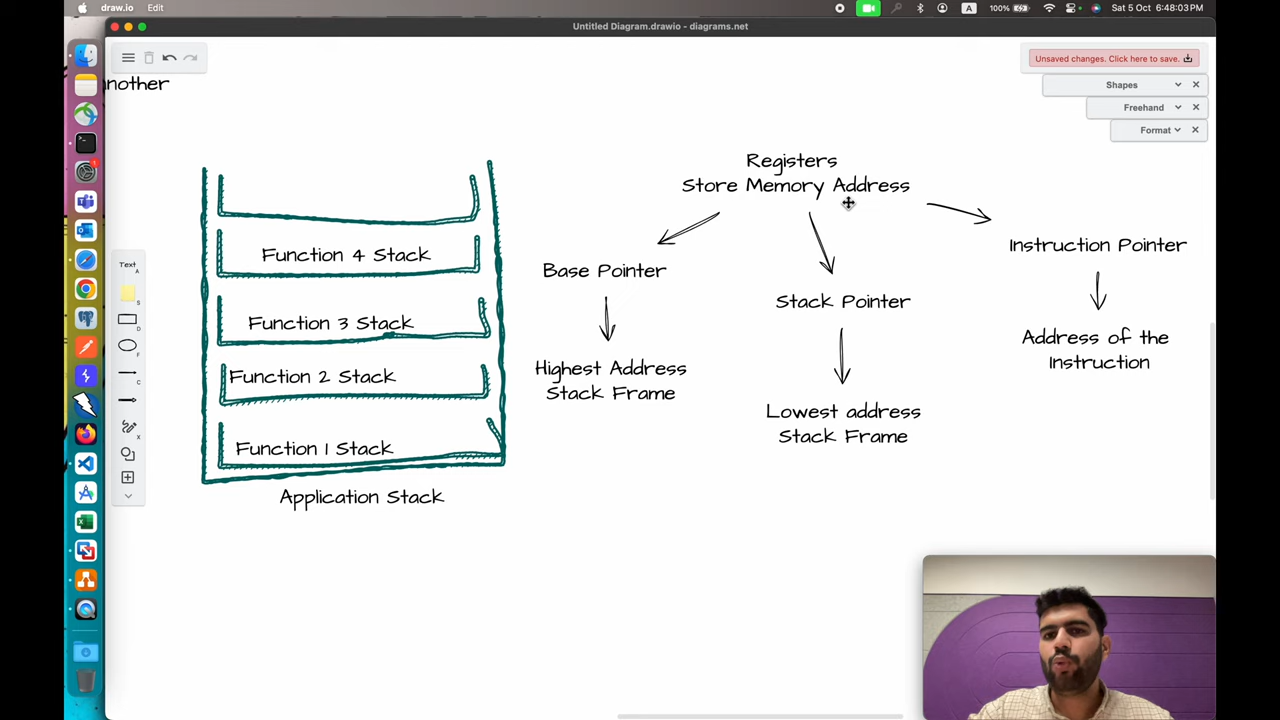 draw.io Edit
A 100% Sat 5 Oct 6:48:03 PM
Untitled Diagram.drawio - diagrams.net
Unsaved changes. Click here to save.
Shapes
Freehand
Format
nother
Registers
Store Memory Address
Base Pointer
Highest Address
Stack Frame
Stack Pointer
Lowest address
Stack Frame
Instruction Pointer
Address of the
Instruction
Function 4 Stack
Function 3 Stack
Function 2 Stack
Function 1 Stack
Application Stack
Text
A
S
D
F
C
X